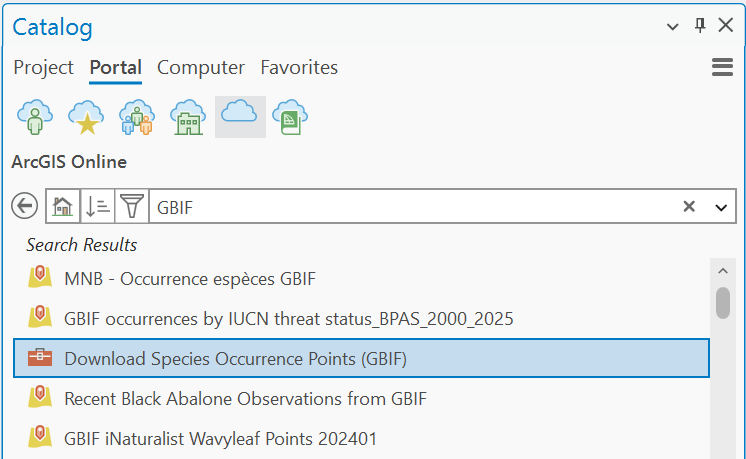 Catalog
Project Portal Computer Favorites
ArcGIS Online
GBIF
Search Results
MNB - Occurrence espèces GBIF
GBIF occurrences by IUCN threat status_BPAS_2000_2025
Download Species Occurrence Points (GBIF)
Recent Black Abalone Observations from GBIF
GBIF iNaturalist Wavyleaf Points 202401